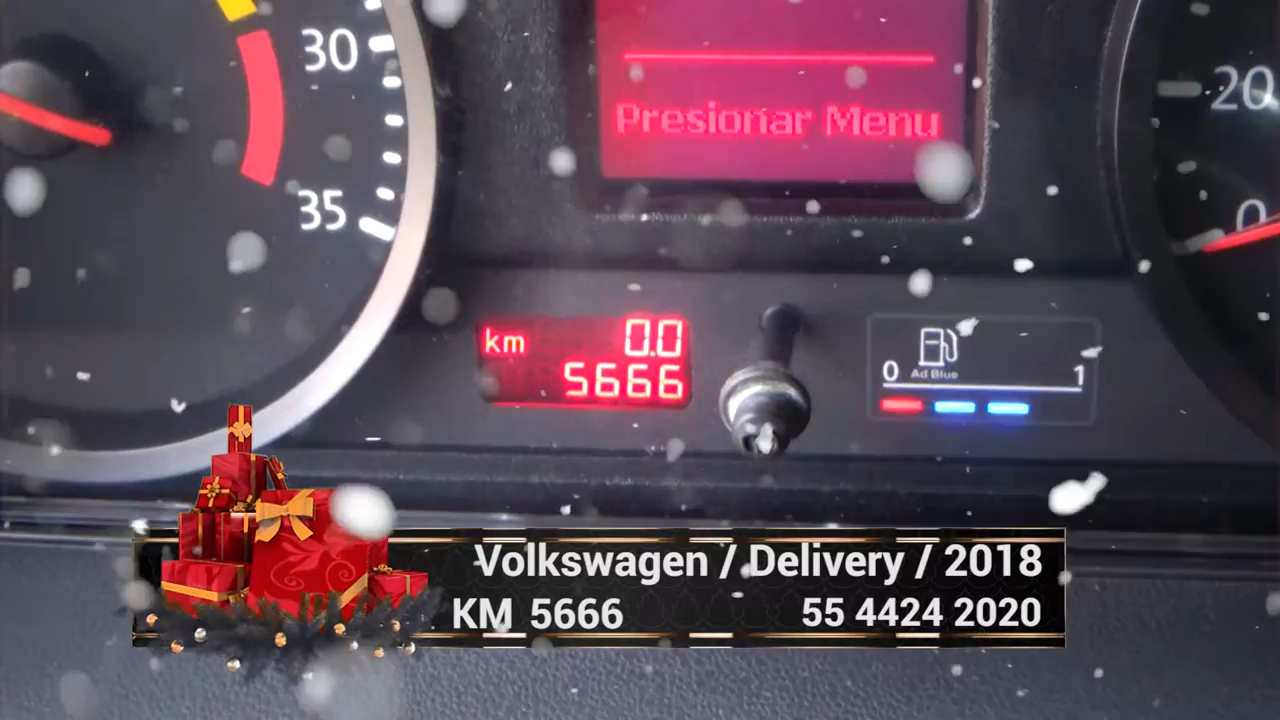 30
35
Presionar Menu
20
0
km 0.0
5666
Ad Blue
0 1
Volkswagen / Delivery / 2018
KM 5666 55 4424 2020